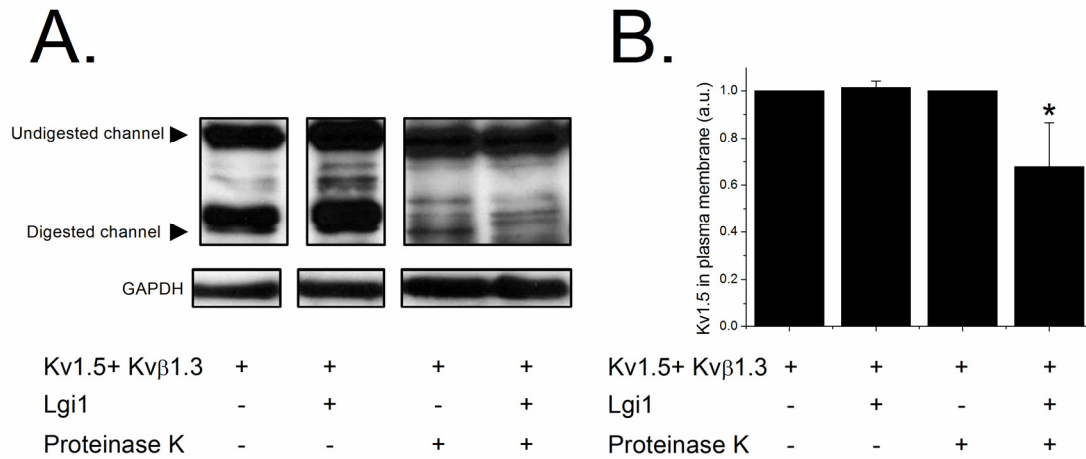 A.
Undigested channel
Digested channel
GAPDH
Kv1.5+ Kvβ1.3 + + + +
Lgi1 - + - +
Proteinase K - - + +
B.
Kv1.5 in plasma membrane (a.u.)
1.0
0.8
0.6
0.4
0.2
0.0
*
Kv1.5+ Kvβ1.3 + + + +
Lgi1 - + - +
Proteinase K - - + +